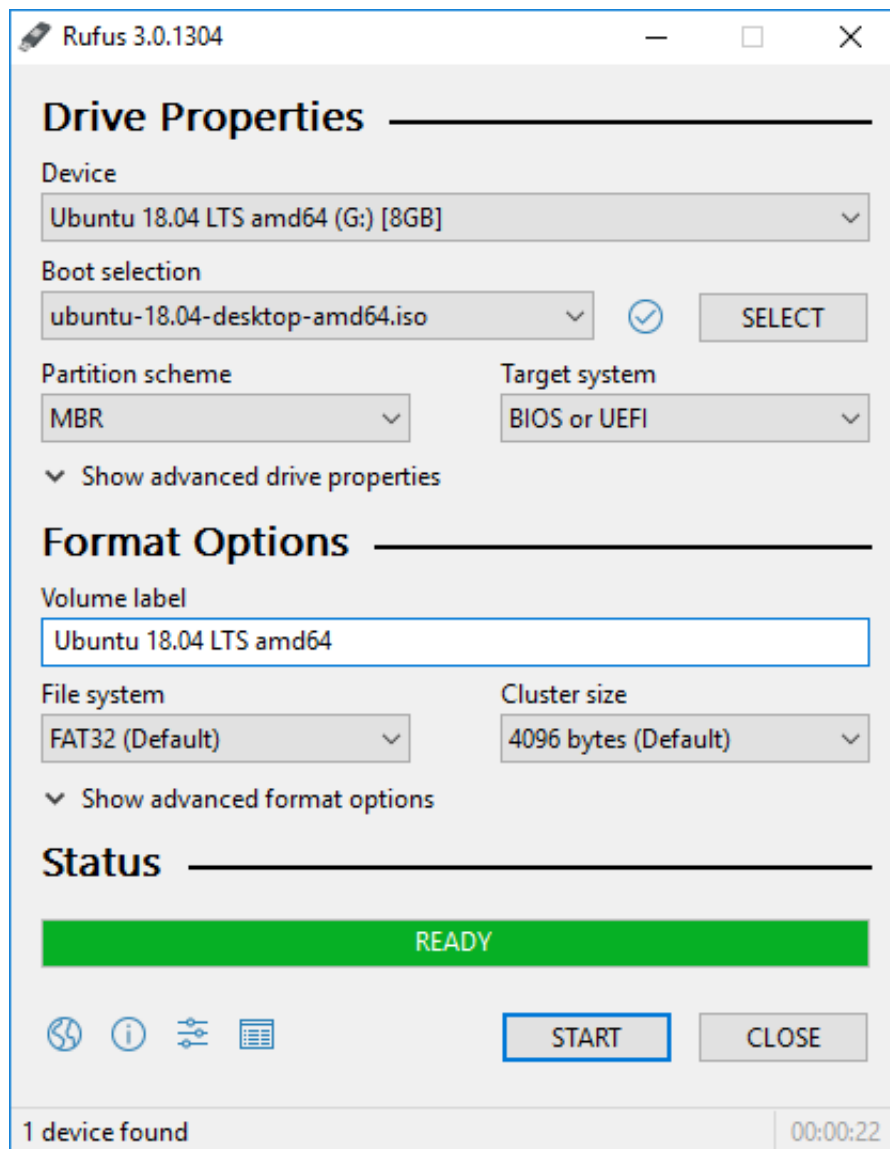 Rufus 3.0.1304
Drive Properties
Device
Ubuntu 18.04 LTS amd64 (G:) [8GB]
Boot selection
ubuntu-18.04-desktop-amd64.iso
SELECT
Partition scheme
Target system
MBR
BIOS or UEFI
Show advanced drive properties
Format Options
Volume label
Ubuntu 18.04 LTS amd64
File system
Cluster size
FAT32 (Default)
4096 bytes (Default)
Show advanced format options
Status
READY
START
CLOSE
1 device found
00:00:22